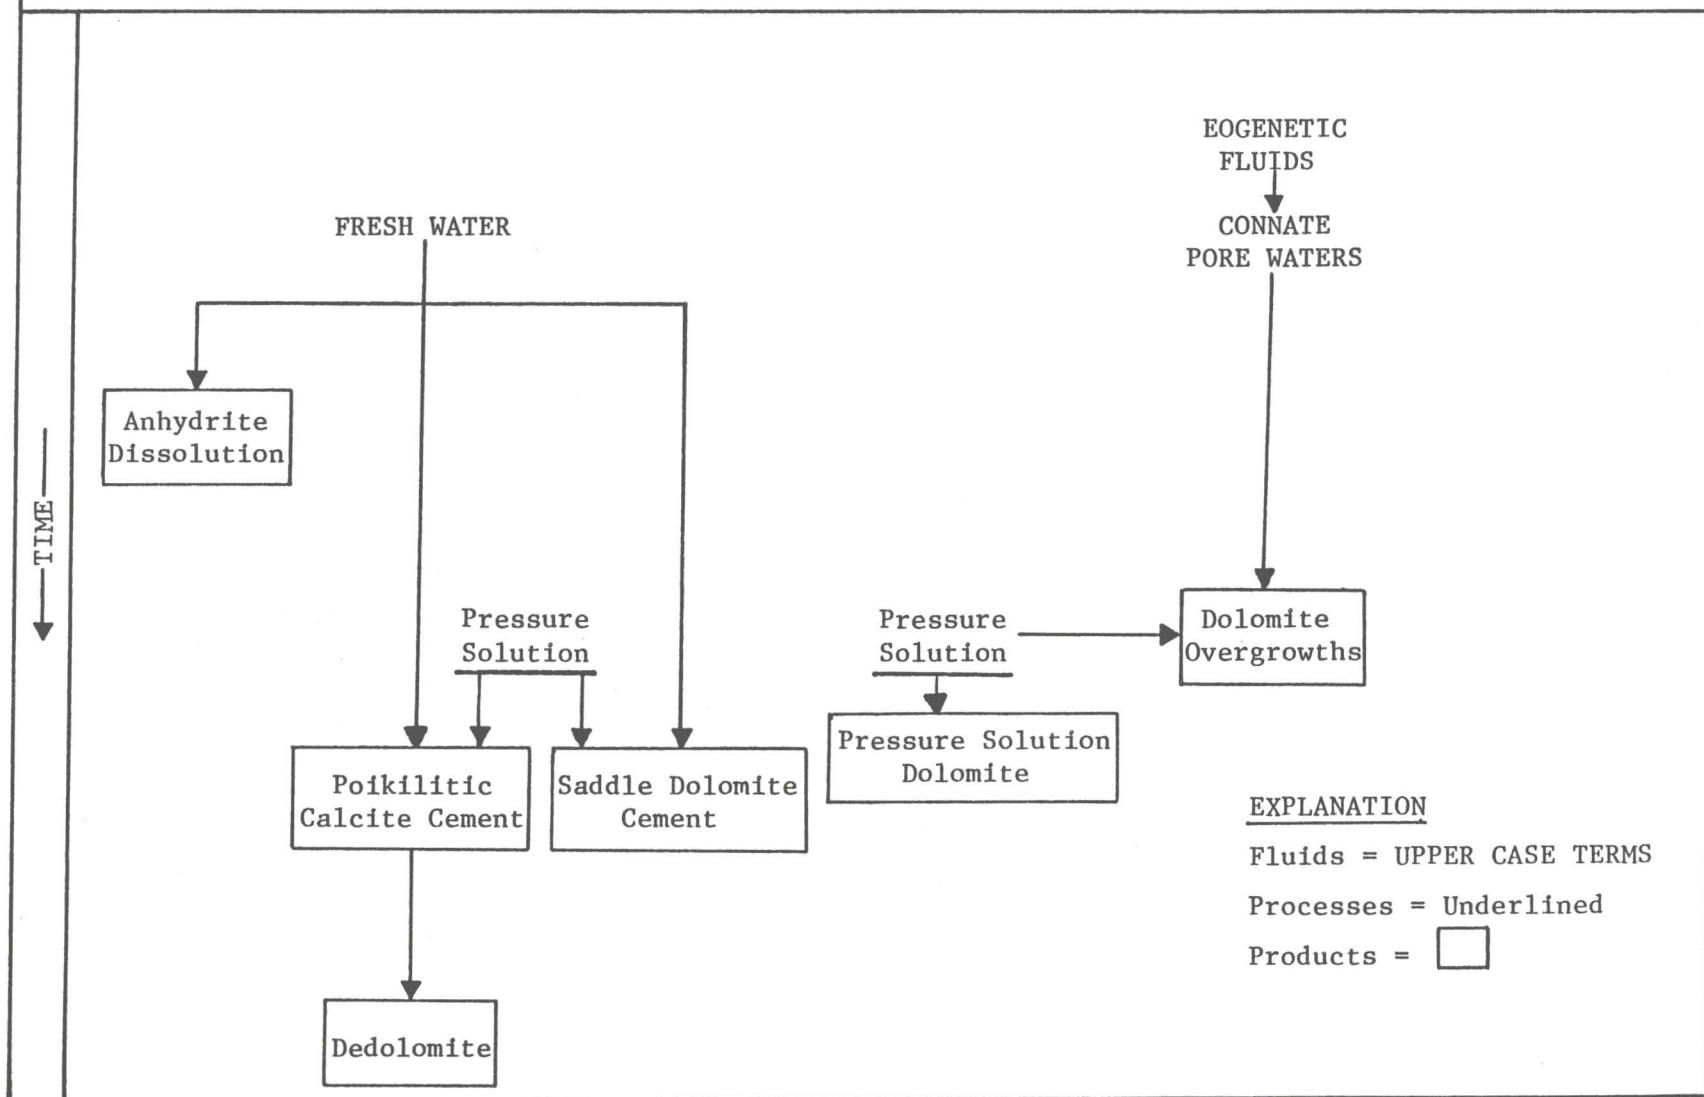 EOGENETIC
FLUIDS
FRESH WATER
CONNATE
PORE WATERS
Anhydrite
Dissolution
TIME
Pressure
Solution
Pressure
Solution
Dolomite
Overgrowths
Poikilitic
Calcite Cement
Saddle Dolomite
Cement
Pressure Solution
Dolomite
EXPLANATION
Fluids = UPPER CASE TERMS
Processes = Underlined
Products =
Dedolomite